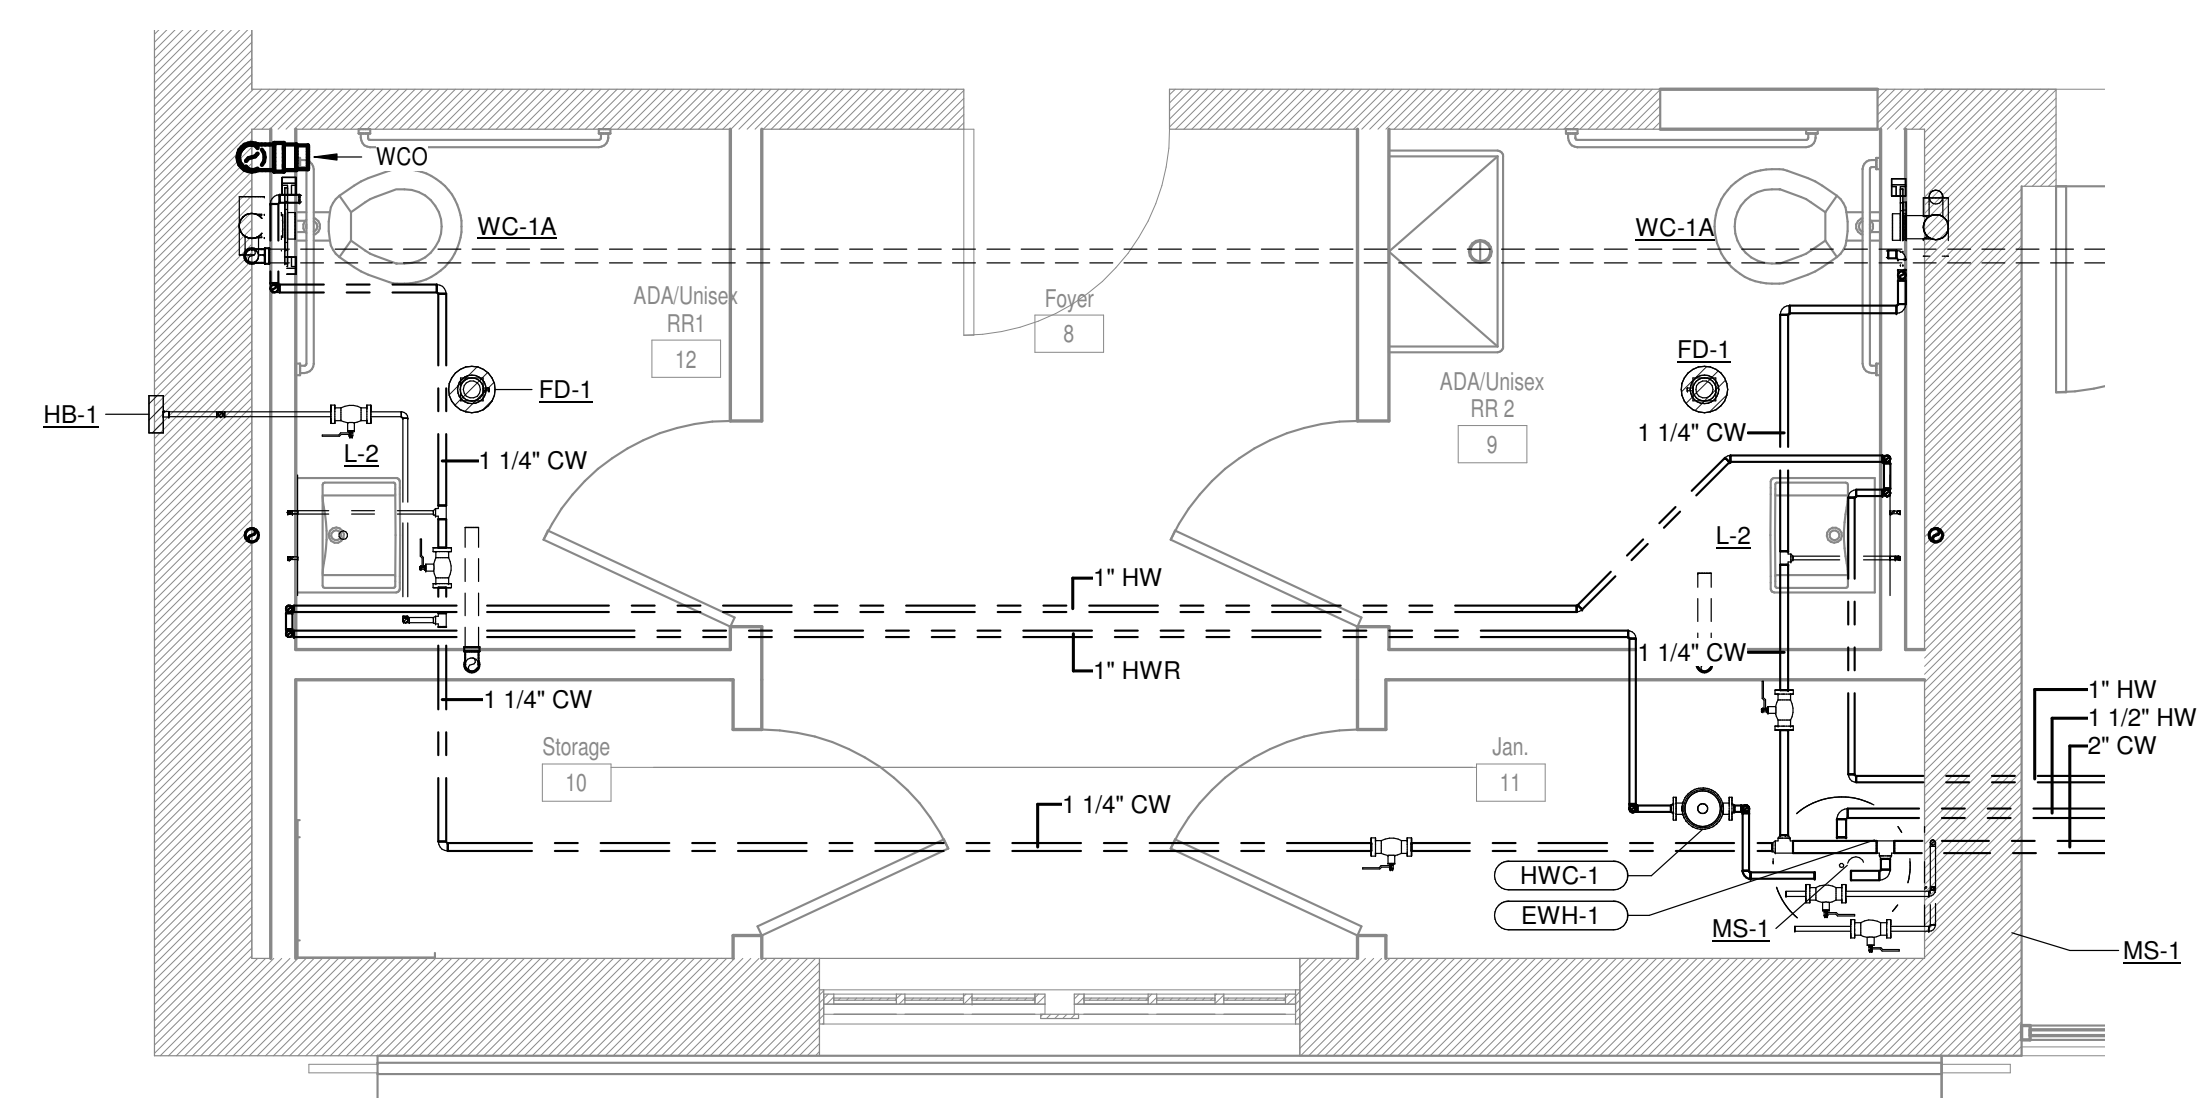 WCO
WC-1A
WC-1A
ADA/Unisex
RR1
12
Foyer
8
FD-1
ADA/Unisex
RR 2
9
HB-1
FD-1
1 1/4" CW
L-2
1 1/4" CW
L-2
1" HW
1 1/4" CW
1" HWR
1 1/4" CW
1" HW
1 1/2" HW
2" CW
Storage
10
Jan.
11
1 1/4" CW
HWC-1
EWH-1
MS-1
MS-1